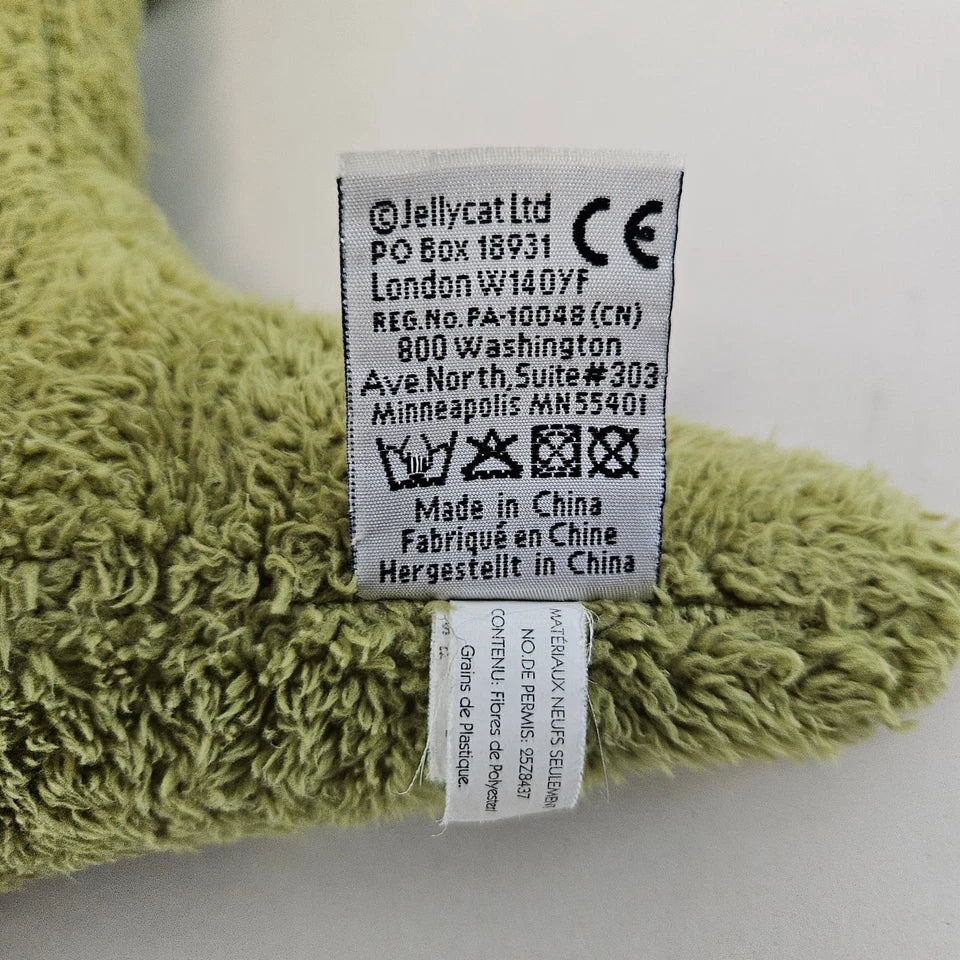 ©Jellycat Ltd
PO Box 18931
London W140YF
CE
REG.No.PA-10048(CN)
800 Washington
Ave.North,Suite#303
Minneapolis MN55401
Made in China
Fabriqué en Chine
Hergestellt in China
MATÉRIAUX NEUFS SEULEMEN
NO.DE PERMIS: 25Z8437
CONTENU: Fibres de Polyester
Grains de Plastique.